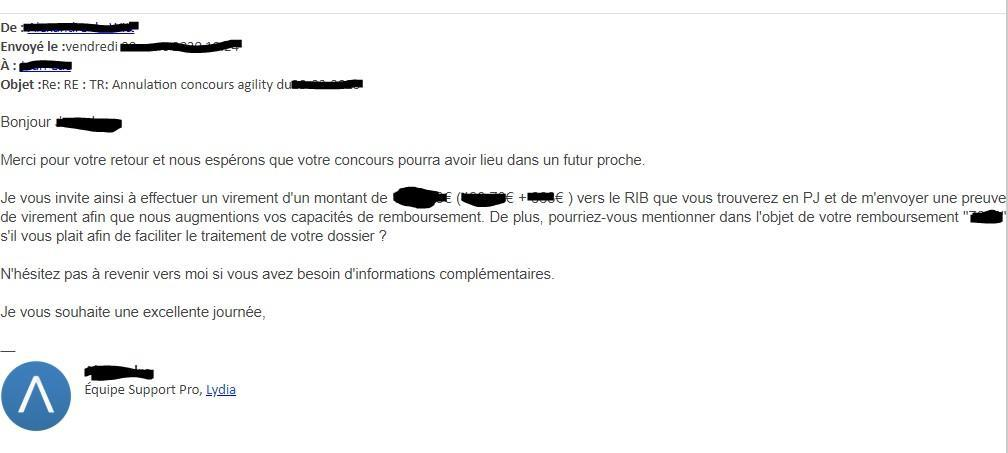 De :
Envoyé le :vendredi
À :
Objet :Re: RE : TR: Annulation concours agility du
Bonjour
Merci pour votre retour et nous espérons que votre concours pourra avoir lieu dans un futur proche.
Je vous invite ainsi à effectuer un virement d'un montant de € ( € + € ) vers le RIB que vous trouverez en PJ et de m'envoyer une preuve
de virement afin que nous augmentions vos capacités de remboursement. De plus, pourriez-vous mentionner dans l'objet de votre remboursement " "
s'il vous plait afin de faciliter le traitement de votre dossier ?
N'hésitez pas à revenir vers moi si vous avez besoin d'informations complémentaires.
Je vous souhaite une excellente journée,
—
Équipe Support Pro, Lydia